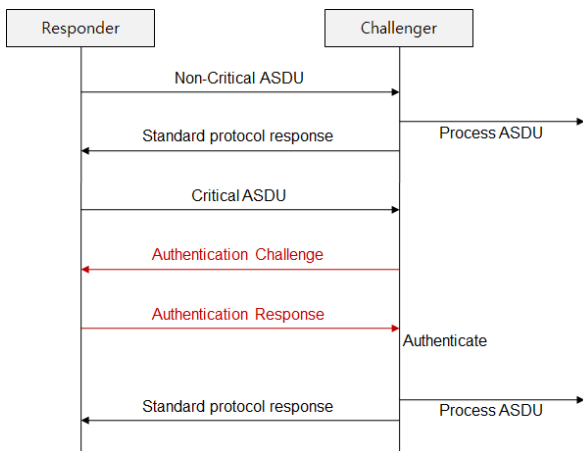 Responder
Challenger
Non-Critical ASDU
Process ASDU
Standard protocol response
Critical ASDU
Authentication Challenge
Authentication Response
Authenticate
Process ASDU
Standard protocol response